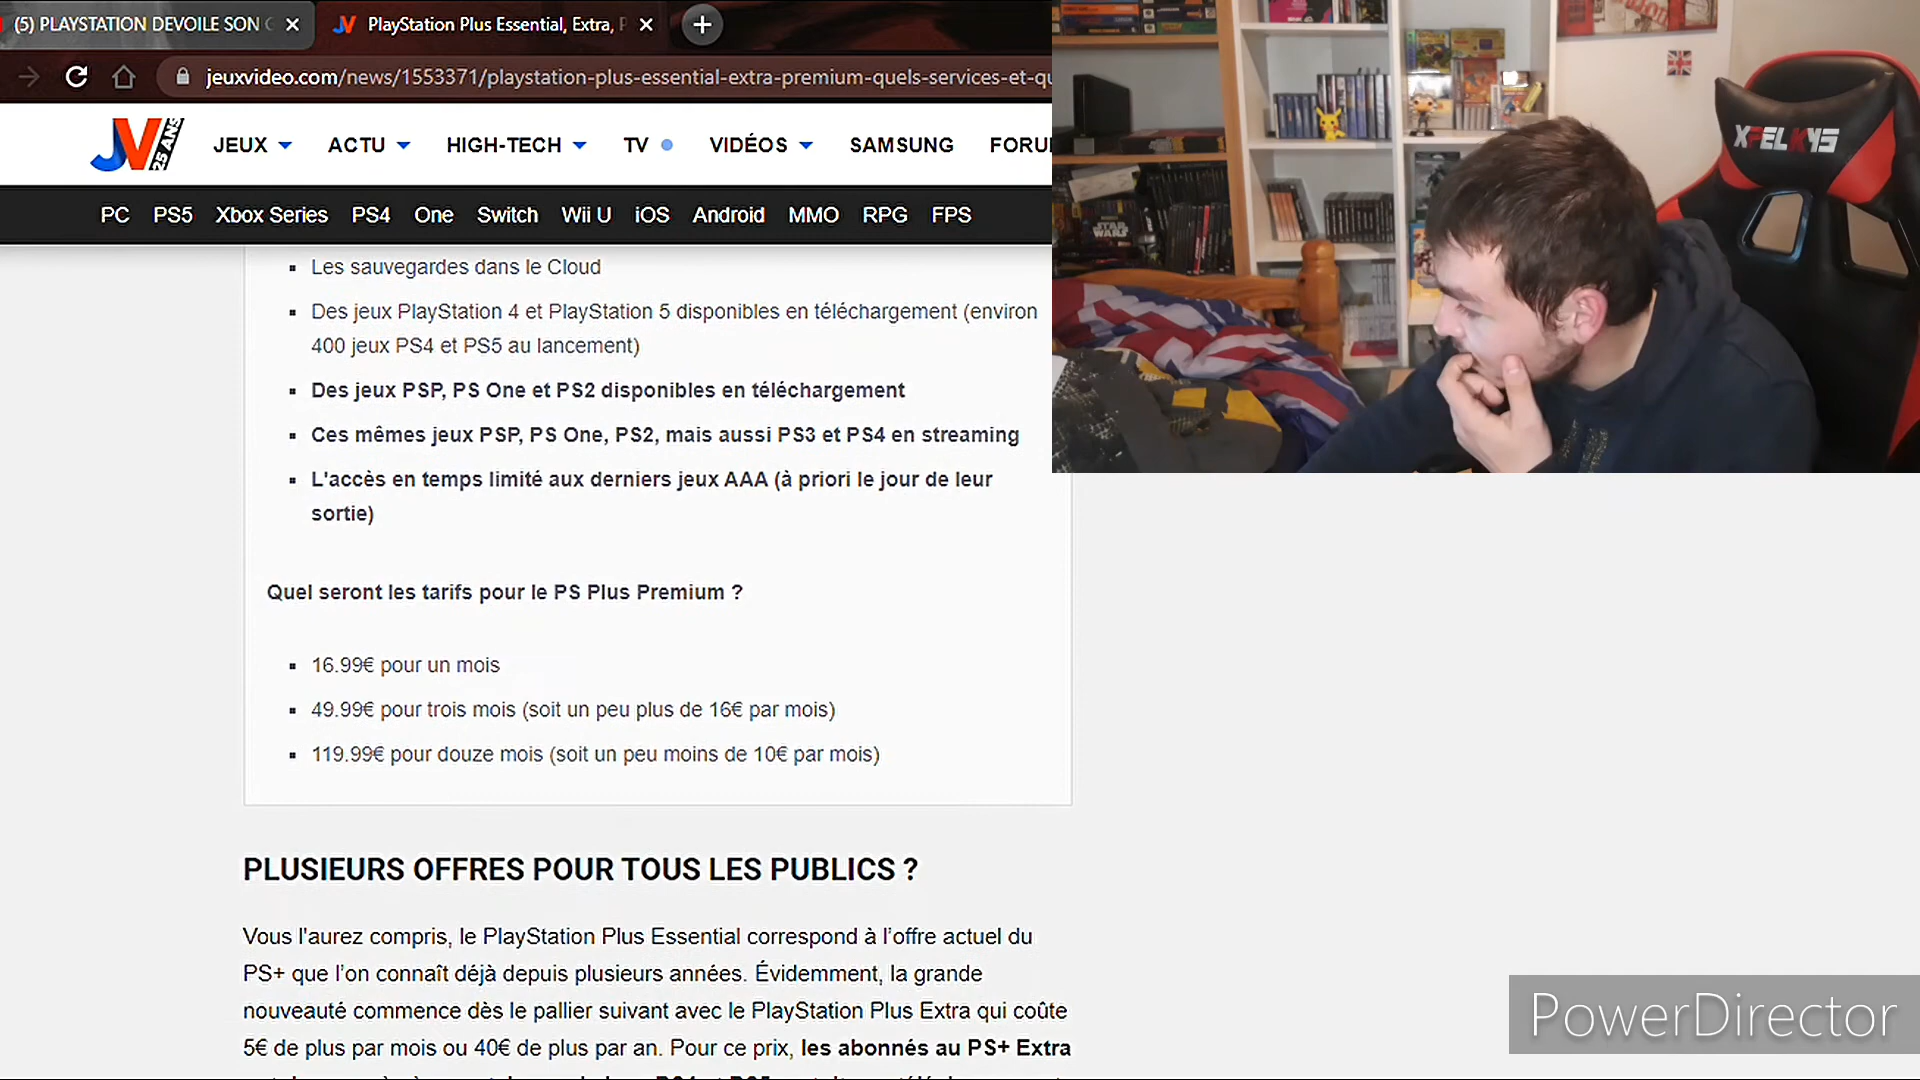 (5) PLAYSTATION DEVOILE SON
PlayStation Plus Essential, Extra,
jeuxvideo.com/news/1553371/playstation-plus-essential-extra-premium-quels-services-et-qu
JV 25 ANS
JEUX ACTU HIGH-TECH TV VIDÉOS SAMSUNG FORU
PC PS5 Xbox Series PS4 One Switch Wii U iOS Android MMO RPG FPS
Les sauvegardes dans le Cloud
Des jeux PlayStation 4 et PlayStation 5 disponibles en téléchargement (environ
400 jeux PS4 et PS5 au lancement)
Des jeux PSP, PS One et PS2 disponibles en téléchargement
Ces mêmes jeux PSP, PS One, PS2, mais aussi PS3 et PS4 en streaming
L'accès en temps limité aux derniers jeux AAA (à priori le jour de leur
sortie)
Quel seront les tarifs pour le PS Plus Premium ?
16.99€ pour un mois
49.99€ pour trois mois (soit un peu plus de 16€ par mois)
119.99€ pour douze mois (soit un peu moins de 10€ par mois)
PLUSIEURS OFFRES POUR TOUS LES PUBLICS ?
Vous l'aurez compris, le PlayStation Plus Essential correspond à l’offre actuel du
PS+ que l’on connaît déjà depuis plusieurs années. Évidemment, la grande
nouveauté commence dès le pallier suivant avec le PlayStation Plus Extra qui coûte
5€ de plus par mois ou 40€ de plus par an. Pour ce prix, les abonnés au PS+ Extra
STAR WARS
XPELKYS
PowerDirector